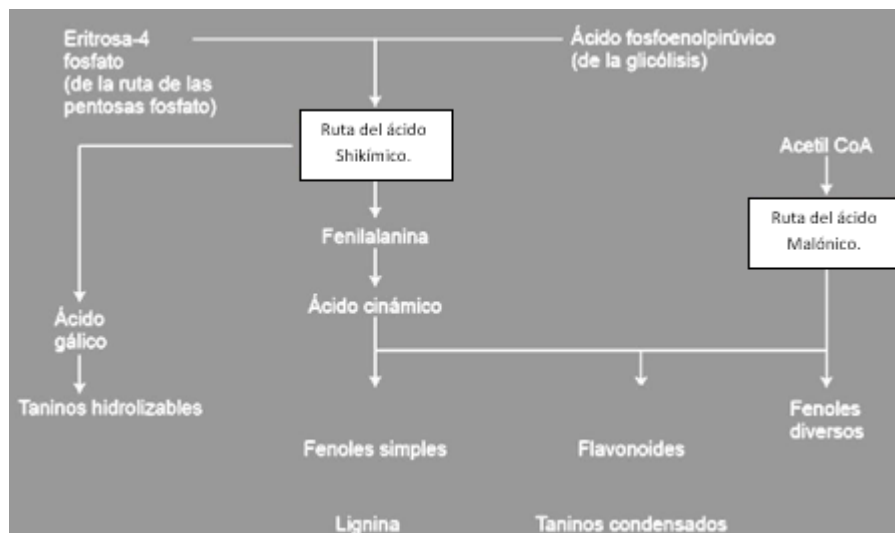 Eritrosa-4
fosfato
(de la ruta de las
pentosas fosfato)
Ácido fosfoenolpirúvico
(de la glicólisis)
Ruta del ácido
Shikímico.
Acetil CoA
Ruta del ácido
Malónico.
Fenilalanina
Ácido cinámico
Ácido
gálico
Taninos hidrolizables
Fenoles simples
Flavonoides
Fenoles
diversos
Lignina
Taninos condensados